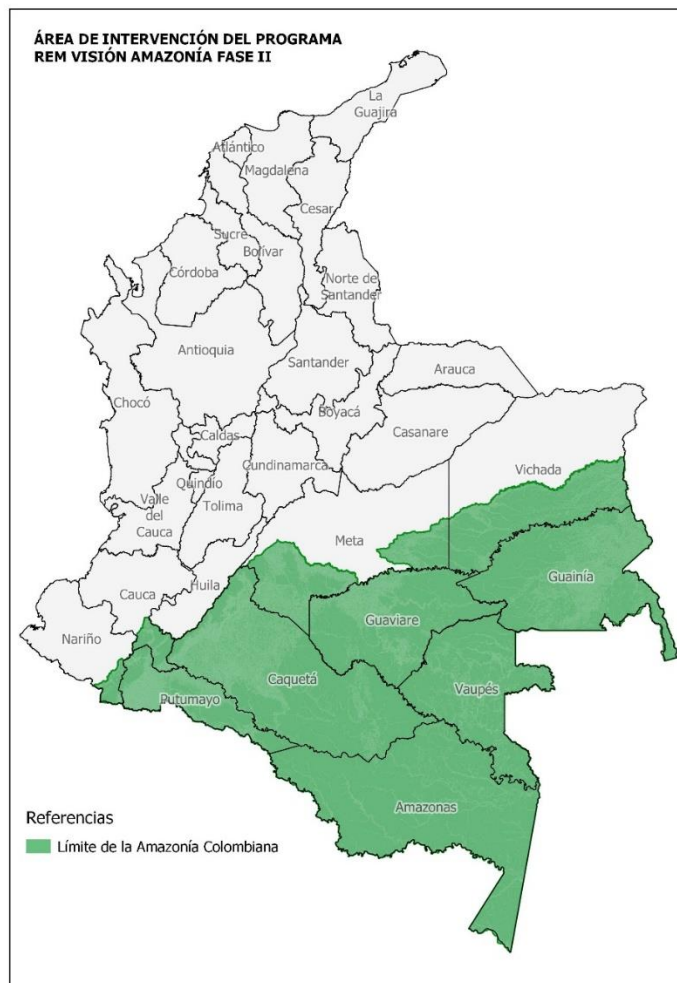 ÁREA DE INTERVENCIÓN DEL PROGRAMA
REM VISIÓN AMAZONÍA FASE II
La
Guajira
Atlántico
Magdalena
Cesar
Sucre
Bolívar
Córdoba
Norte de
Santander
Antioquia
Santander
Arauca
Chocó
Boyacá
Caldas
Casanare
Cundinamarca
Vichada
Quindío
Valle
del
Cauca
Tolima
Meta
Guainía
Huila
Cauca
Guaviare
Nariño
Caquetá
Vaupés
Putumayo
Amazonas
Referencias
Límite de la Amazonía Colombiana